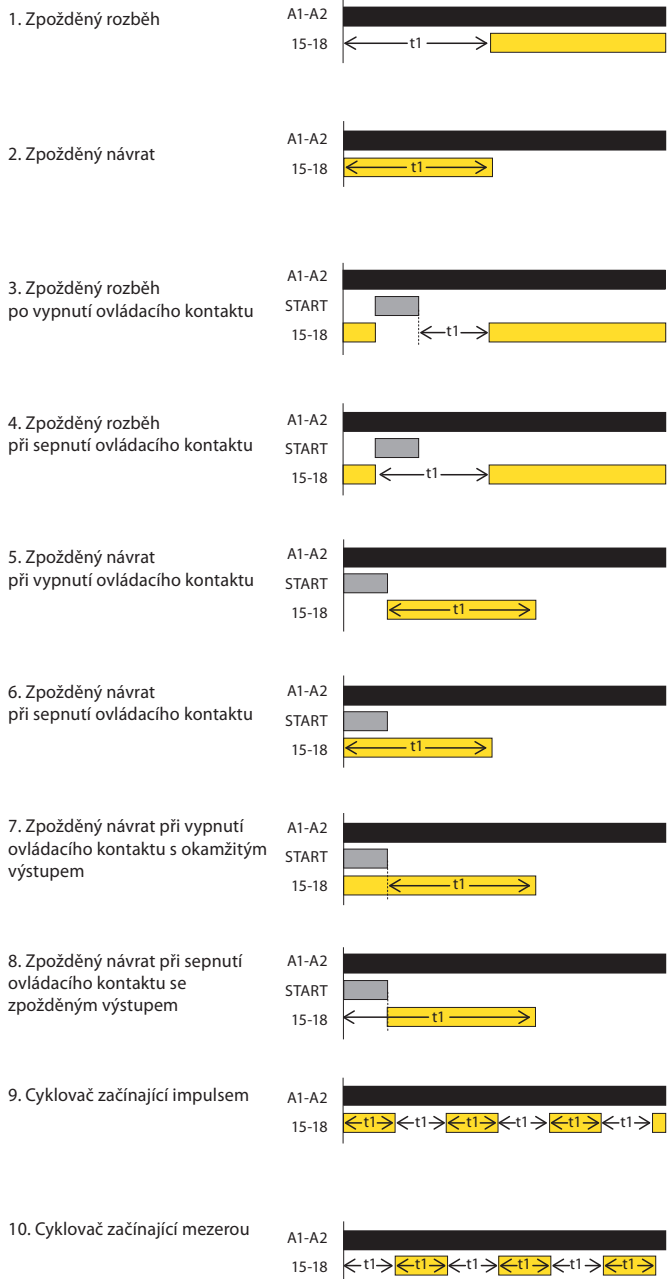 1. Zpožděný rozběh
A1-A2
15-18
t1
2. Zpožděný návrat
A1-A2
15-18
t1
3. Zpožděný rozběh
po vypnutí ovládacího kontaktu
A1-A2
START
15-18
t1
4. Zpožděný rozběh
při sepnutí ovládacího kontaktu
A1-A2
START
15-18
t1
5. Zpožděný návrat
při vypnutí ovládacího kontaktu
A1-A2
START
15-18
t1
6. Zpožděný návrat
při sepnutí ovládacího kontaktu
A1-A2
START
15-18
t1
7. Zpožděný návrat při vypnutí
ovládacího kontaktu s okamžitým
výstupem
A1-A2
START
15-18
t1
8. Zpožděný návrat při sepnutí
ovládacího kontaktu se
zpožděným výstupem
A1-A2
START
15-18
t1
9. Cyklovač začínající impulsem
A1-A2
15-18 t1 t1 t1 t1 t1 t1
10. Cyklovač začínající mezerou
A1-A2
15-18 t1 t1 t1 t1 t1 t1